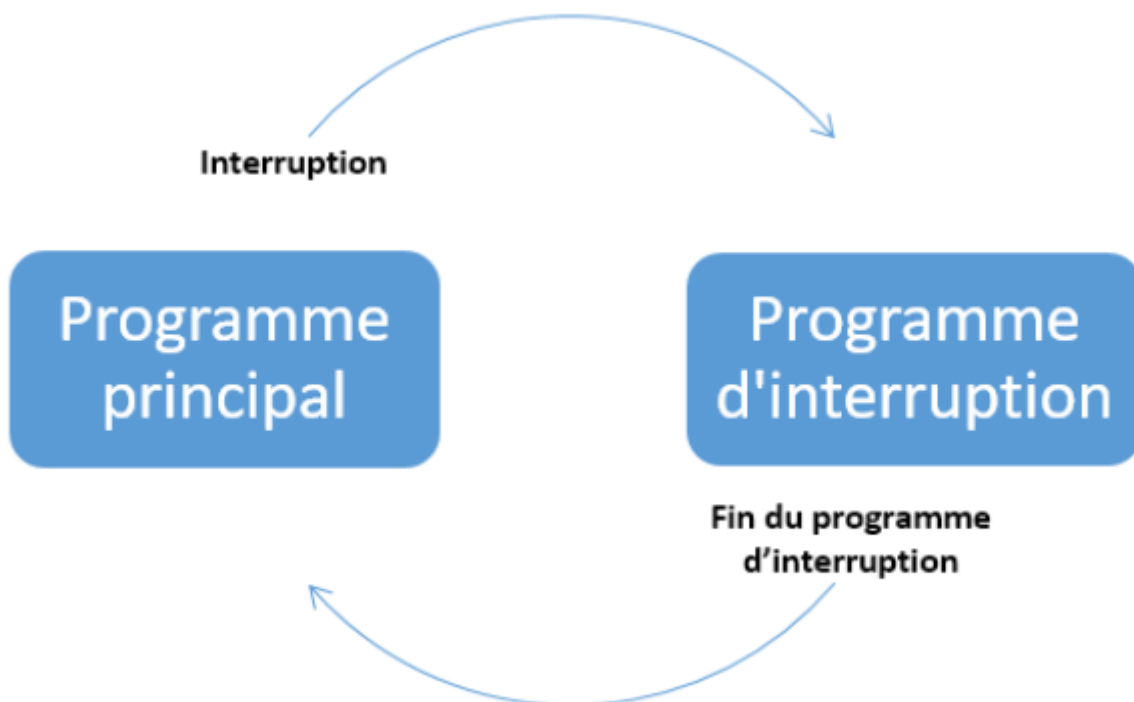 Interruption
Programme
principal
Programme
d'interruption
Fin du programme
d’interruption